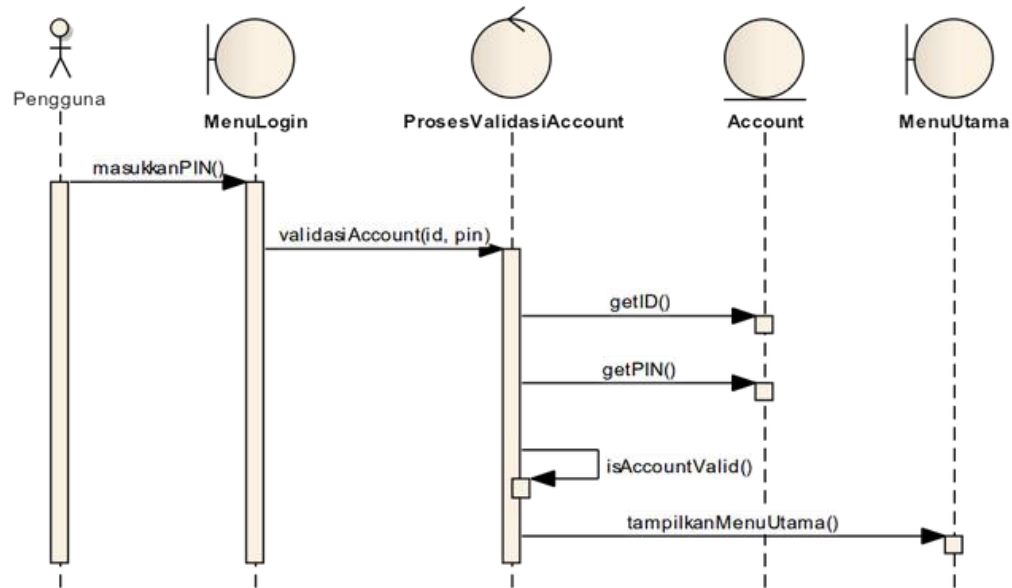 Pengguna
MenuLogin
ProsesValidasiAccount
Account
MenuUtama
masukkanPIN()
validasiAccount(id, pin)
getID()
getPIN()
isAccountValid()
tampilkanMenuUtama()